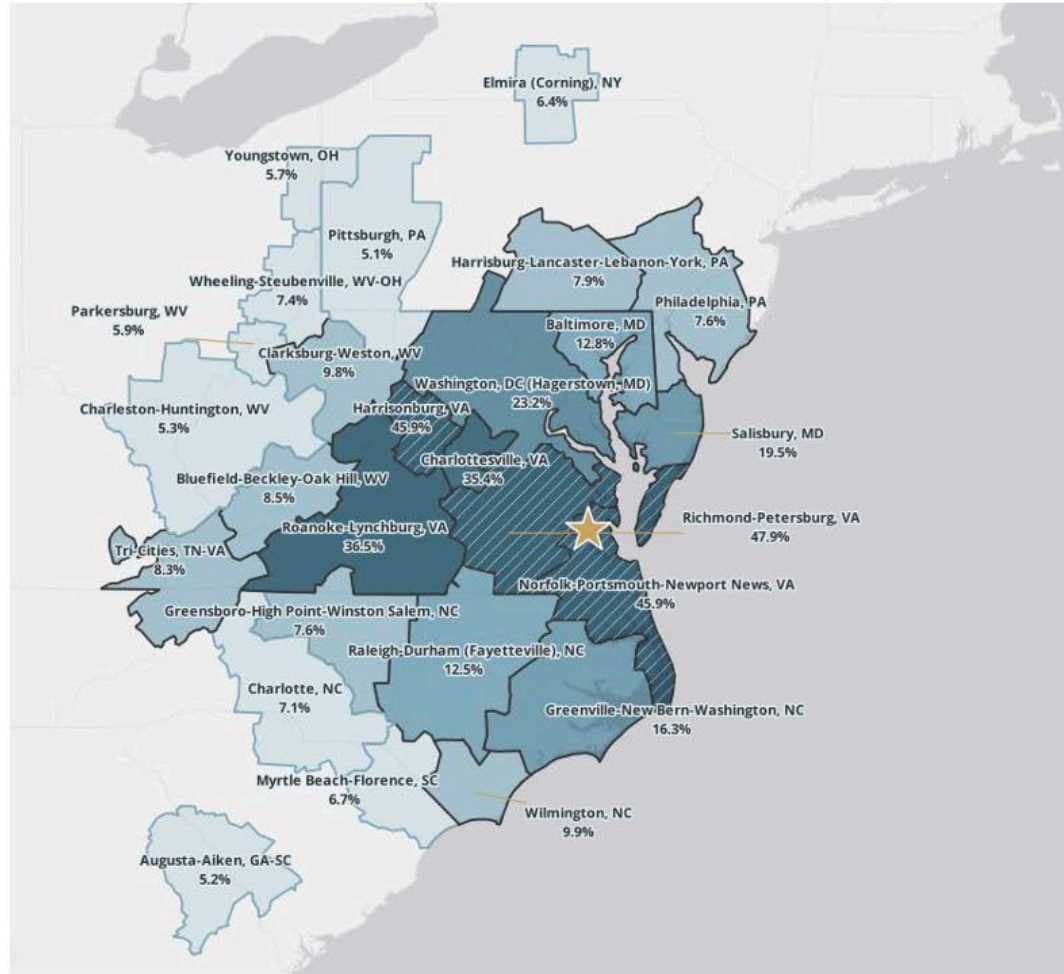 Elmira (Corning), NY
6.4%
Youngstown, OH
5.7%
Pittsburgh, PA
5.1%
Harrisburg-Lancaster-Lebanon-York, PA
7.9%
Wheeling-Steubenville, WV-OH
7.4%
Philadelphia, PA
7.6%
Parkersburg, WV
5.9%
Baltimore, MD
12.8%
Clarksburg-Weston, WV
9.8%
Washington, DC (Hagerstown, MD)
23.2%
Charleston-Huntington, WV
5.3%
Harrisonburg, VA
45.9%
Salisbury, MD
19.5%
Charlottesville, VA
35.4%
Bluefield-Beckley-Oak Hill, WV
8.5%
Richmond-Petersburg, VA
47.9%
Roanoke-Lynchburg, VA
36.5%
Tri-Cities, TN-VA
8.3%
Norfolk-Portsmouth-Newport News, VA
45.9%
Greensboro-High Point-Winston Salem, NC
7.6%
Raleigh-Durham (Fayetteville), NC
12.5%
Charlotte, NC
7.1%
Greenville-New Bern-Washington, NC
16.3%
Myrtle Beach-Florence, SC
6.7%
Wilmington, NC
9.9%
Augusta-Aiken, GA-SC
5.2%